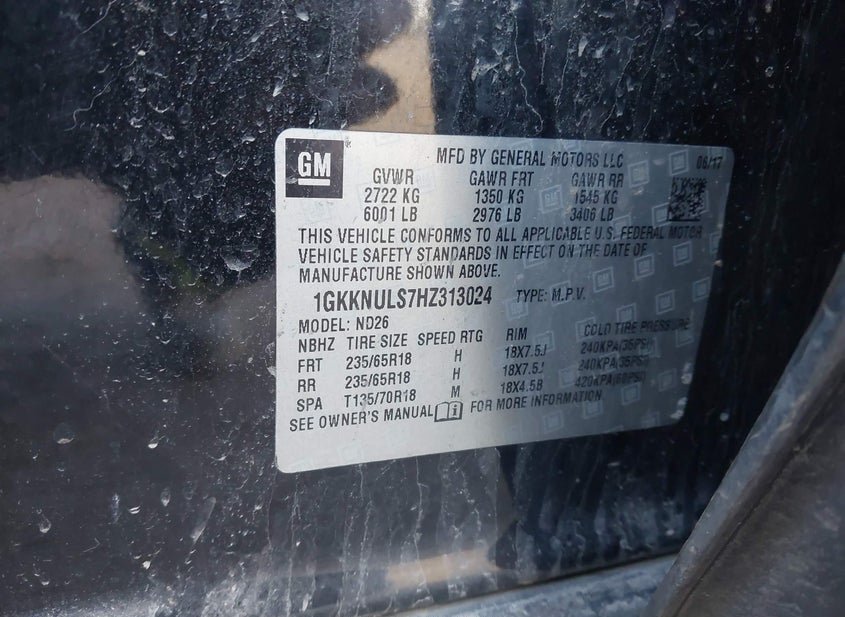 GM
MFD BY GENERAL MOTORS LLC 06/17
GVWR GAWR FRT GAWR RR
2722 KG 1350 KG 1545 KG
6001 LB 2976 LB 3406 LB
THIS VEHICLE CONFORMS TO ALL APPLICABLE U.S. FEDERAL MOTOR
VEHICLE SAFETY STANDARDS IN EFFECT ON THE DATE OF
MANUFACTURE SHOWN ABOVE.
1GKKNULS7HZ313024 TYPE: M.P.V.
MODEL: ND26
NBHZ TIRE SIZE SPEED RTG RIM COLD TIRE PRESSURE
FRT 235/65R18 H 18X7.5J 240KPA(35PSI)
RR 235/65R18 H 18X7.5J 240KPA(35PSI)
SPA T135/70R18 M 18X4.5B 420KPA(60PSI)
SEE OWNER'S MANUAL FOR MORE INFORMATION.